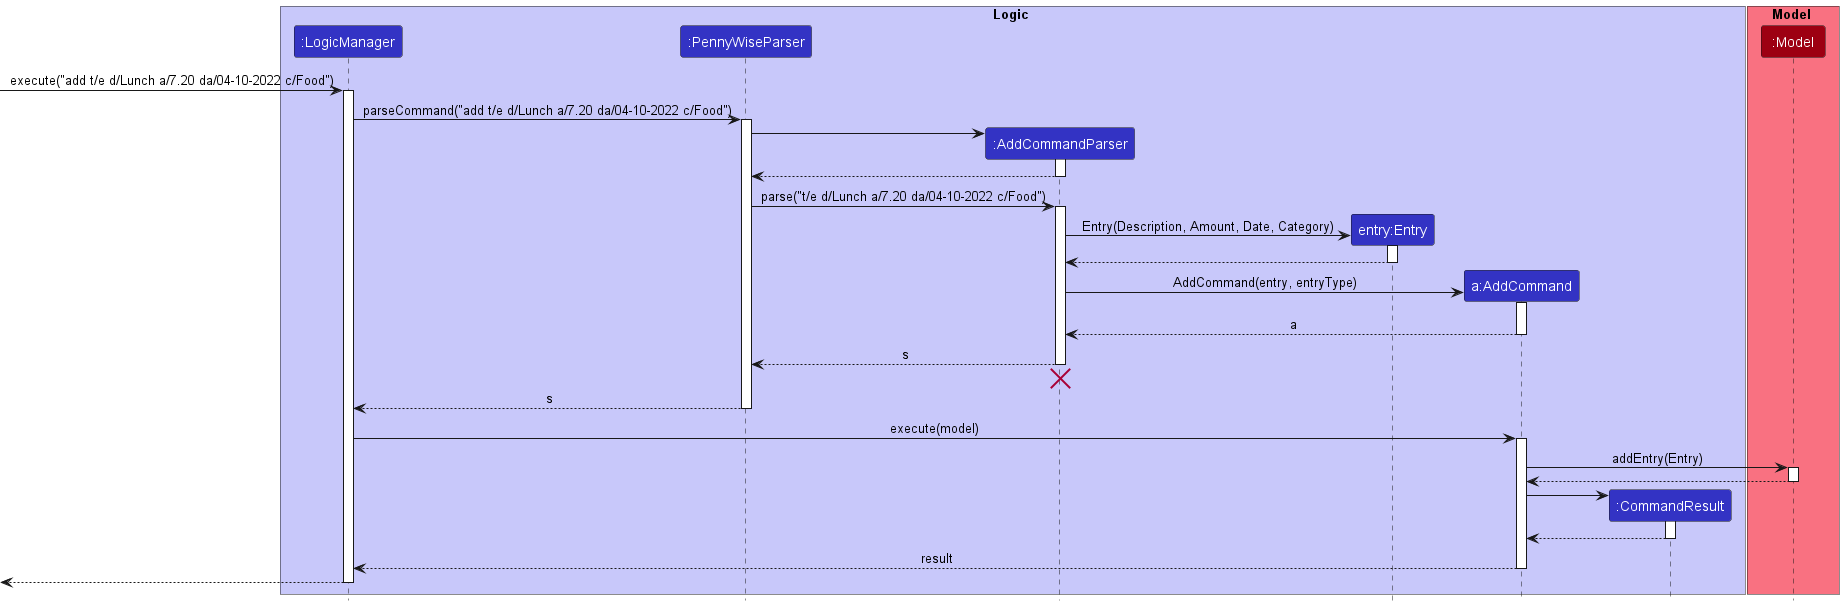 Logic
Model
:LogicManager
:PennyWiseParser
:Model
execute("add t/e d/Lunch a/7.20 da/04-10-2022 c/Food")
parseCommand("add t/e d/Lunch a/7.20 da/04-10-2022 c/Food")
:AddCommandParser
parse("t/e d/Lunch a/7.20 da/04-10-2022 c/Food")
Entry(Description, Amount, Date, Category)
entry:Entry
AddCommand(entry, entryType)
a:AddCommand
a
s
s
execute(model)
addEntry(Entry)
:CommandResult
result